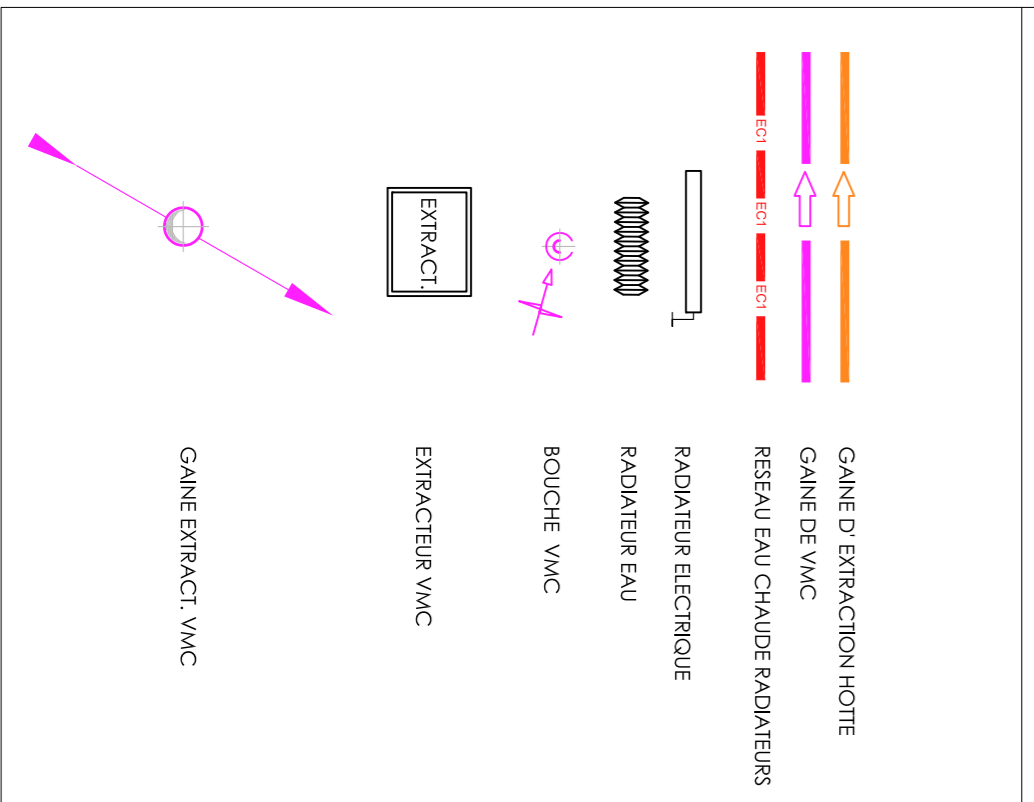 EC1 EC1 EC1
EXTRACT.
GAINE D' EXTRACTION HOTTE
GAINE DE VMC
RESEAU EAU CHAUDE RADIATEURS
RADIATEUR ELECTRIQUE
RADIATEUR EAU
BOUCHE VMC
EXTRACTEUR VMC
GAINE EXTRACT. VMC